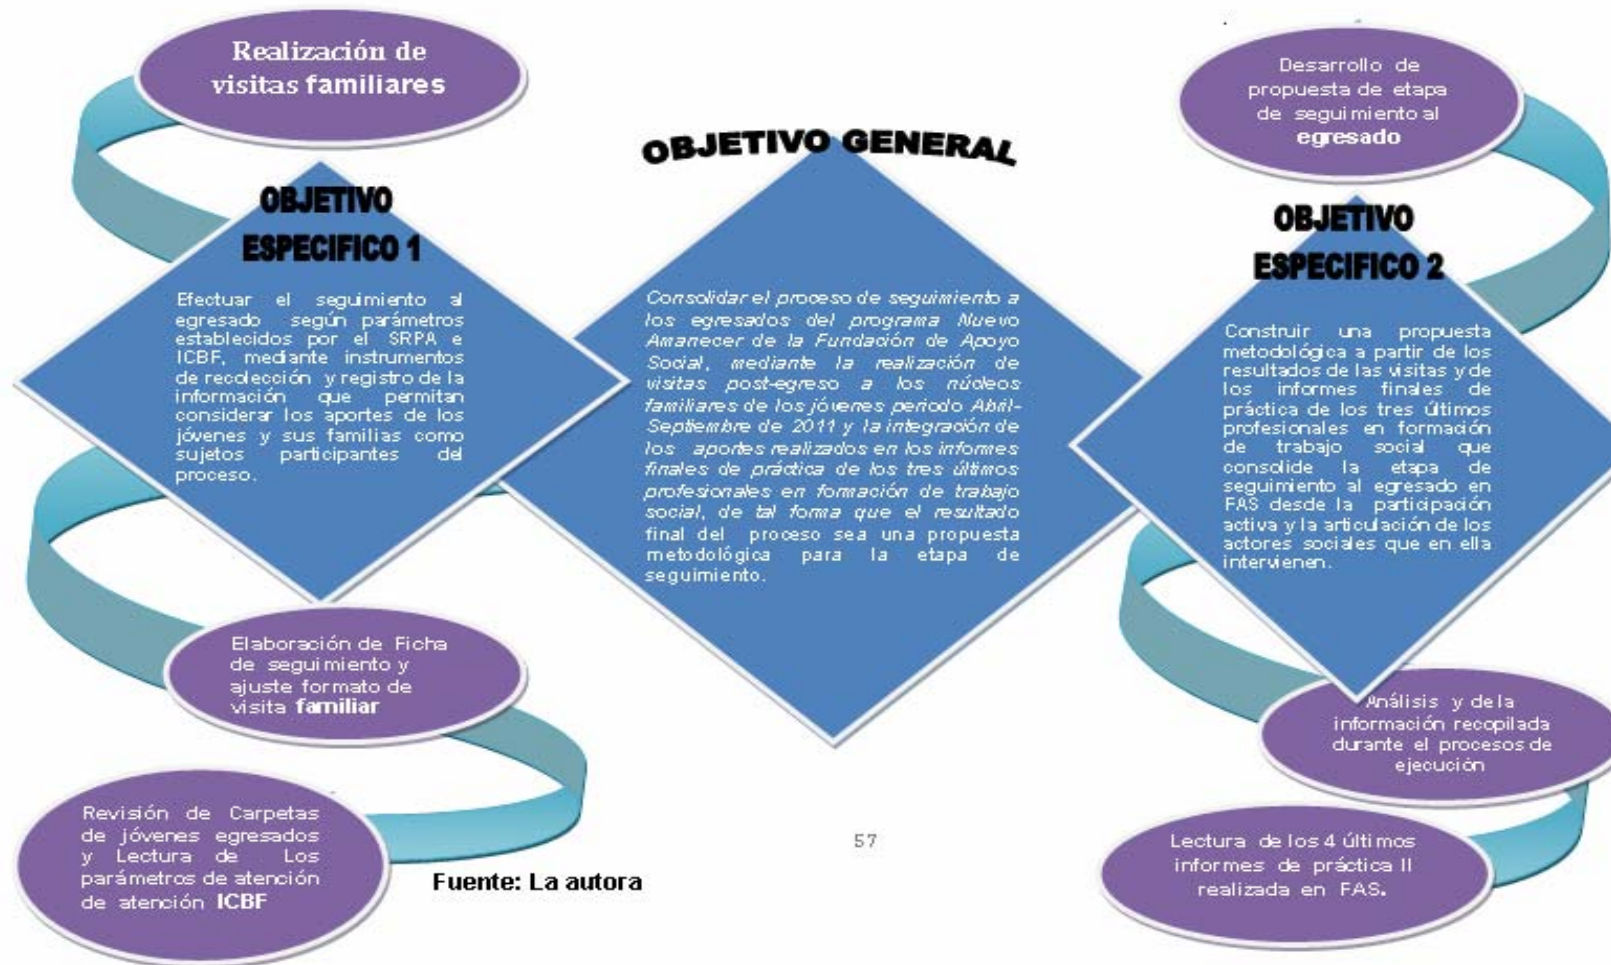 Realización de
visitas familiares
OBJETIVO
ESPECIFICO 1
Efectuar el seguimiento al
egresado según parámetros
establecidos por el SRPA e
ICBF, mediante instrumentos
de recolección y registro de la
información que permitan
considerar los aportes de los
jóvenes y sus familias como
sujetos participantes del
proceso.
Elaboración de Ficha
de seguimiento y
ajuste formato de
visita familiar
Revisión de Carpetas
de jóvenes egresados
y Lectura de Los
parámetros de atención
de atención ICBF
Fuente: La autora
OBJETIVO GENERAL
Consolidar el proceso de seguimiento a
los egresados del programa Nuevo
Amanecer de la Fundación de Apoyo
Social, mediante la realización de
visitas post-egreso a los núcleos
familiares de los jóvenes periodo Abril-
Septiembre de 2011 y la integración de
los aportes realizados en los informes
finales de práctica de los tres últimos
profesionales en formación de trabajo
social, de tal forma que el resultado
final del proceso sea una propuesta
metodológica para la etapa de
seguimiento.
57
Desarrollo de
propuesta de etapa
de seguimiento al
egresado
OBJETIVO
ESPECIFICO 2
Construir una propuesta
metodológica a partir de los
resultados de las visitas y de
los informes finales de
práctica de los tres últimos
profesionales en formación
de trabajo social que
consolide la etapa de
seguimiento al egresado en
FAS desde la participación
activa y la articulación de los
actores sociales que en ella
intervienen.
Análisis y de la
información recopilada
durante el procesos de
ejecución
Lectura de los 4 últimos
informes de práctica II
realizada en FAS.